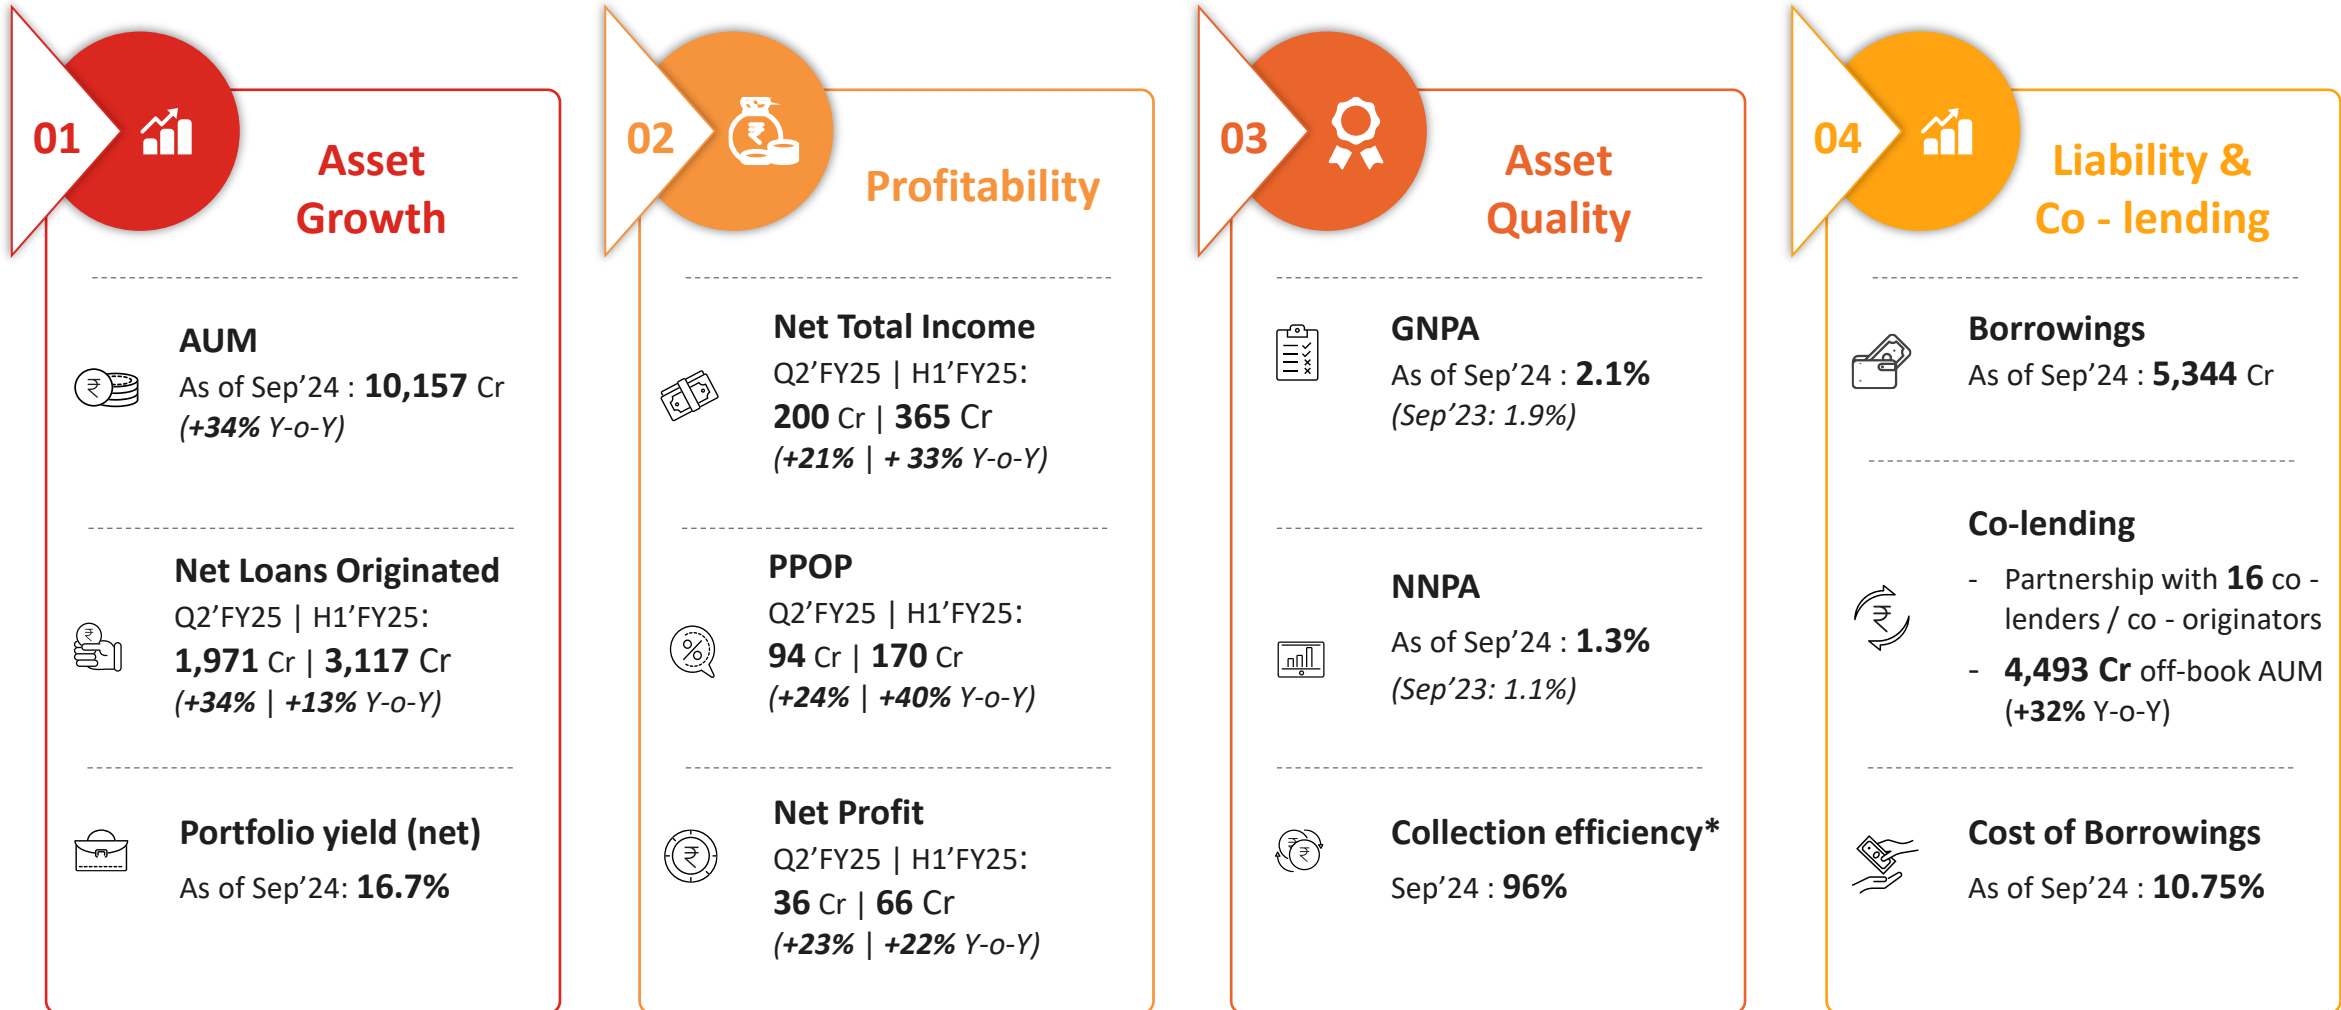 01
Asset
Growth
AUM
As of Sep’24 : 10,157 Cr
(+34% Y-o-Y)
Net Loans Originated
Q2’FY25 | H1’FY25:
1,971 Cr | 3,117 Cr
(+34% | +13% Y-o-Y)
Portfolio yield (net)
As of Sep’24: 16.7%
02
Profitability
Net Total Income
Q2’FY25 | H1’FY25:
200 Cr | 365 Cr
(+21% | + 33% Y-o-Y)
PPOP
Q2’FY25 | H1’FY25:
94 Cr | 170 Cr
(+24% | +40% Y-o-Y)
Net Profit
Q2’FY25 | H1’FY25:
36 Cr | 66 Cr
(+23% | +22% Y-o-Y)
03
Asset
Quality
GNPA
As of Sep’24 : 2.1%
(Sep’23: 1.9%)
NNPA
As of Sep’24 : 1.3%
(Sep’23: 1.1%)
Collection efficiency*
Sep’24 : 96%
04
Liability &
Co - lending
Borrowings
As of Sep’24 : 5,344 Cr
Co-lending
- Partnership with 16 co -
lenders / co - originators
- 4,493 Cr off-book AUM
(+32% Y-o-Y)
Cost of Borrowings
As of Sep’24 : 10.75%